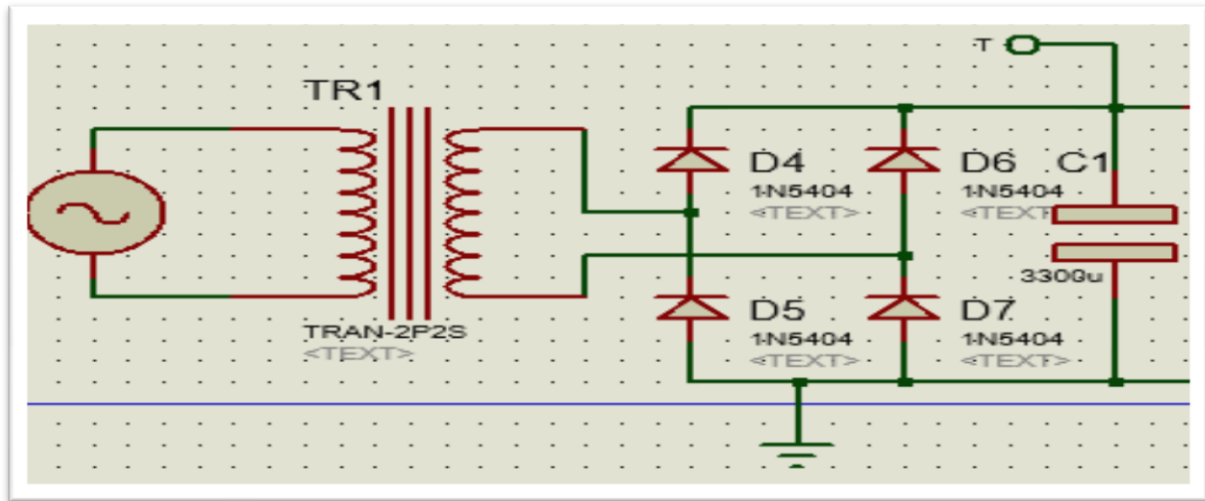 T
TR1
D4
1N5404
<TEXT>
D6
1N5404
<TEXT>
C1
3300u
TRAN-2P2S
<TEXT>
D5
1N5404
<TEXT>
D7
1N5404
<TEXT>